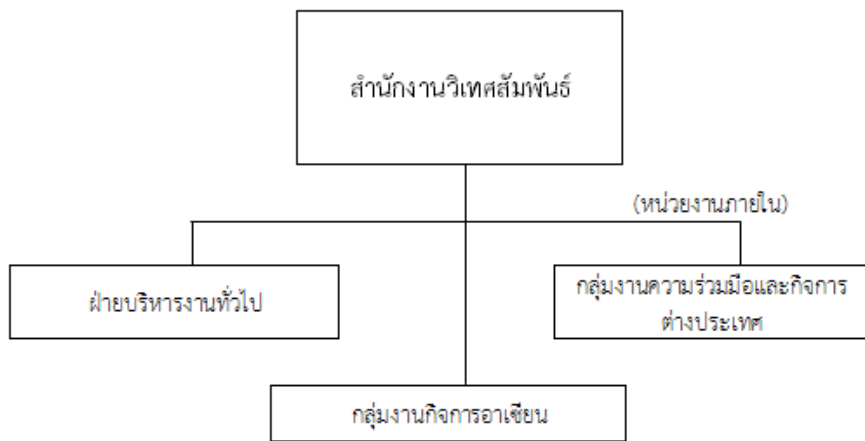 สำนักงานวิเทศสัมพันธ์
(หน่วยงานภายใน)
ฝ่ายบริหารงานทั่วไป
กลุ่มงานความร่วมมือและกิจการ
ต่างประเทศ
กลุ่มงานกิจการอาเซียน